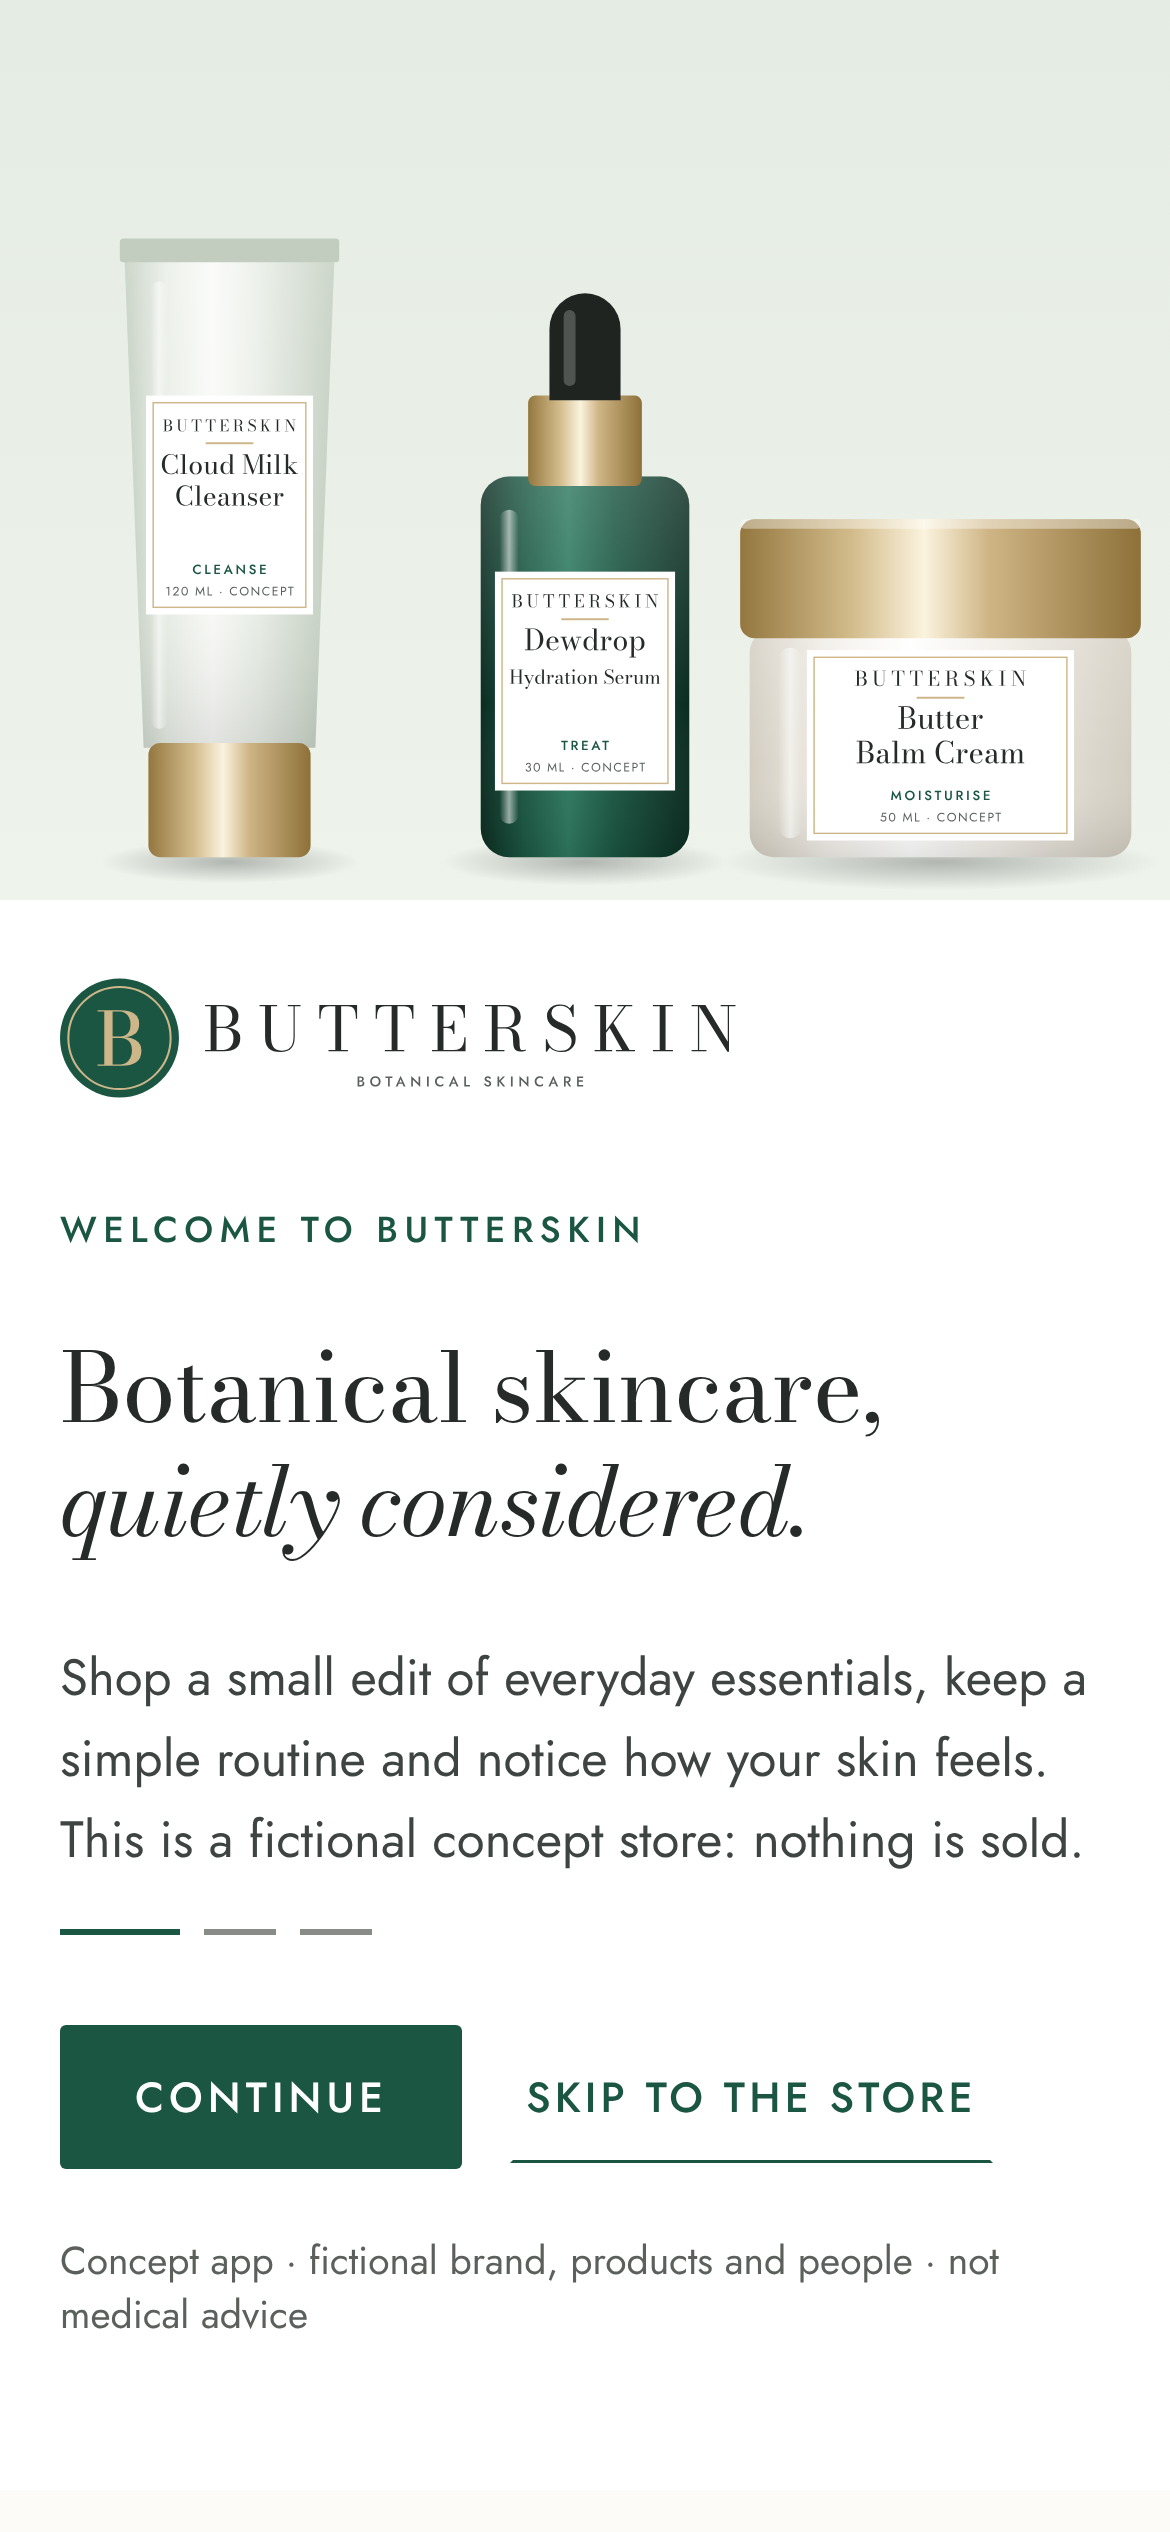 BUTTERSKIN
Cloud Milk
Cleanser
CLEANSE
120 ML · CONCEPT
BUTTERSKIN
Dewdrop
Hydration Serum
TREAT
30 ML · CONCEPT
BUTTERSKIN
Butter
Balm Cream
MOISTURISE
50 ML · CONCEPT
B
BUTTERSKIN
BOTANICAL SKINCARE
WELCOME TO BUTTERSKIN
Botanical skincare,
quietly considered.
Shop a small edit of everyday essentials, keep a
simple routine and notice how your skin feels.
This is a fictional concept store: nothing is sold.
CONTINUE
SKIP TO THE STORE
Concept app · fictional brand, products and people · not
medical advice